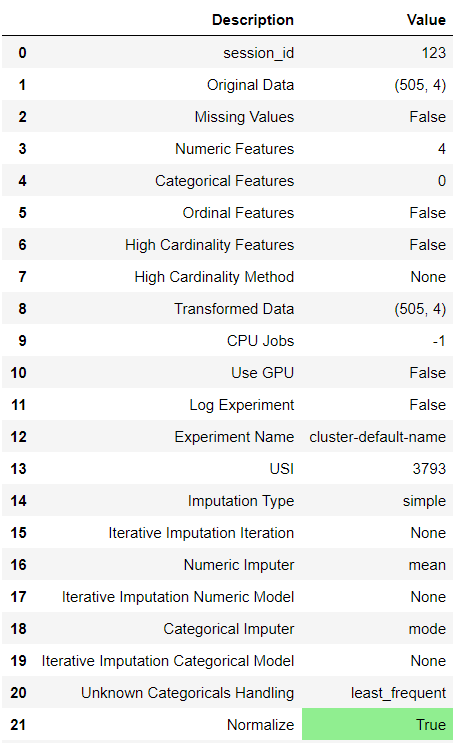 Description Value
0 session_id 123
1 Original Data (505, 4)
2 Missing Values False
3 Numeric Features 4
4 Categorical Features 0
5 Ordinal Features False
6 High Cardinality Features False
7 High Cardinality Method None
8 Transformed Data (505, 4)
9 CPU Jobs -1
10 Use GPU False
11 Log Experiment False
12 Experiment Name cluster-default-name
13 USI 3793
14 Imputation Type simple
15 Iterative Imputation Iteration None
16 Numeric Imputer mean
17 Iterative Imputation Numeric Model None
18 Categorical Imputer mode
19 Iterative Imputation Categorical Model None
20 Unknown Categoricals Handling least_frequent
21 Normalize True